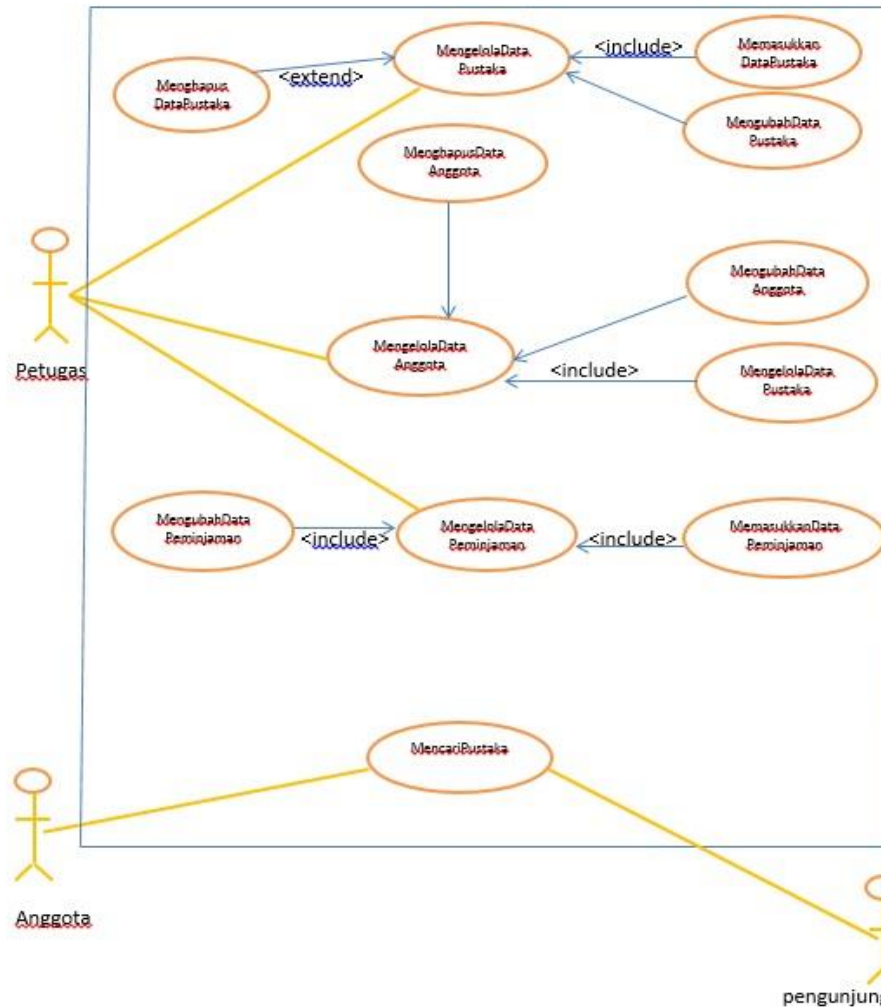 MengelolaData
Pustaka
<include>
Memasukkan
DataPustaka
<extend>
Menghapus
DataPustaka
MengubahData
Pustaka
MenghapusData
Anggota
MengubahData
Anggota
Petugas
MengelolaData
Anggota
<include>
MengelolaData
Pustaka
MengubahData
Peminjaman
<include>
MengelolaData
Peminjaman
<include>
MemasukkanData
Peminjaman
MencariPustaka
Anggota
pengunjung